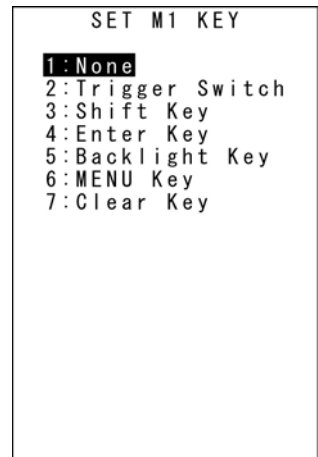 SET M1 KEY
1:None
2:Trigger Switch
3:Shift Key
4:Enter Key
5:Backlight Key
6:MENU Key
7:Clear Key